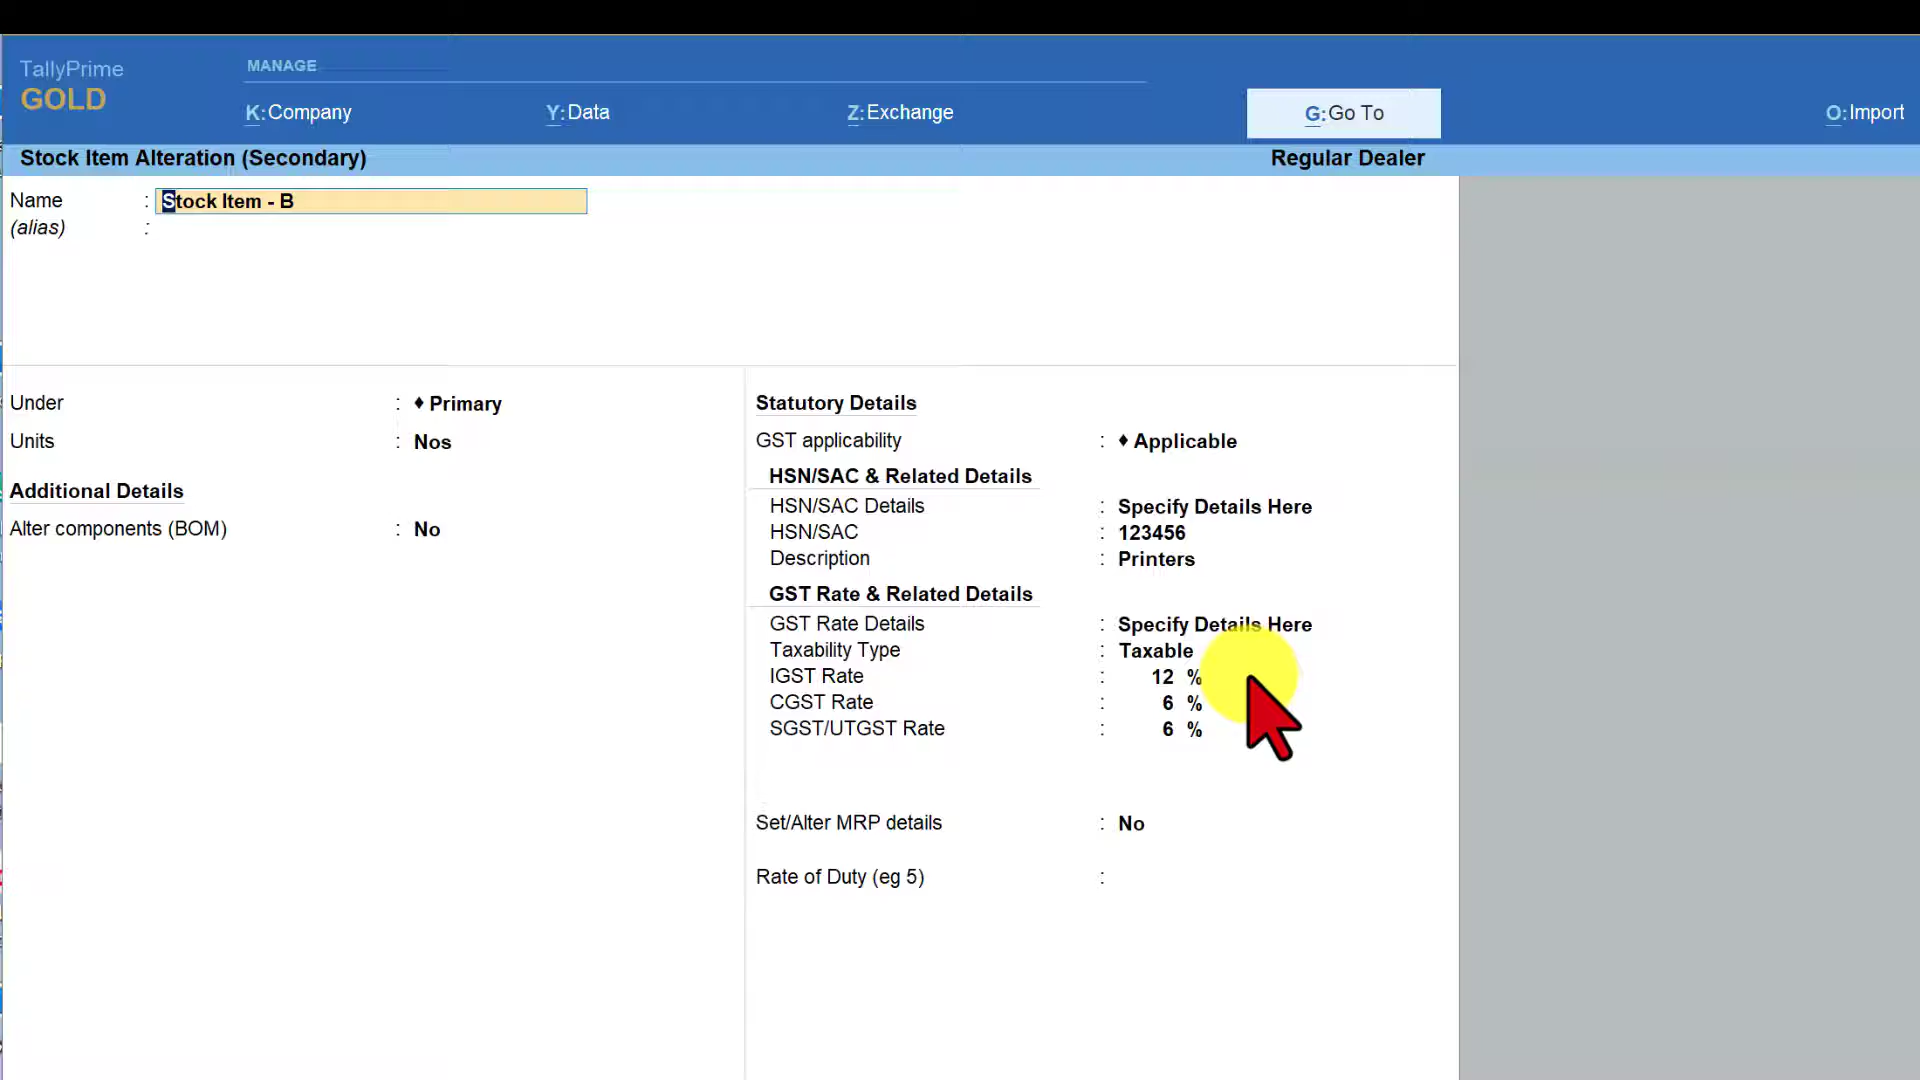 TallyPrime
GOLD
MANAGE
K:Company Y:Data Z:Exchange G:Go To O:Import
Stock Item Alteration (Secondary) Regular Dealer
Name : Stock Item - B
(alias) :
Under : ♦ Primary
Units : Nos
Additional Details
Alter components (BOM) : No
Statutory Details
GST applicability : ♦ Applicable
HSN/SAC & Related Details
HSN/SAC Details : Specify Details Here
HSN/SAC : 123456
Description : Printers
GST Rate & Related Details
GST Rate Details : Specify Details Here
Taxability Type : Taxable
IGST Rate : 12 %
CGST Rate : 6 %
SGST/UTGST Rate : 6 %
Set/Alter MRP details : No
Rate of Duty (eg 5) :